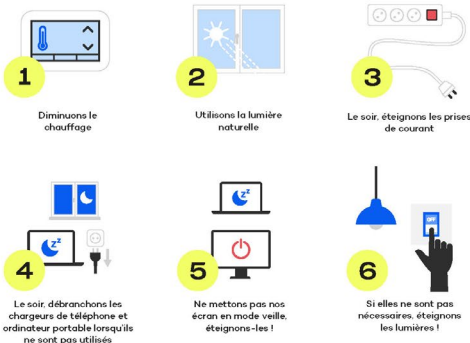 1
Diminuons le
chauffage
2
Utilisons la lumière
naturelle
3
Le soir, éteignons les prises
de courant
4
Le soir, débranchons les
chargeurs de téléphone et
ordinateur portable lorsqu'ils
ne sont pas utilisés
5
Ne mettons pas nos
écran en mode veille,
éteignons-les !
OFF
6
Si elles ne sont pas
nécessaires, éteignons
les lumières !